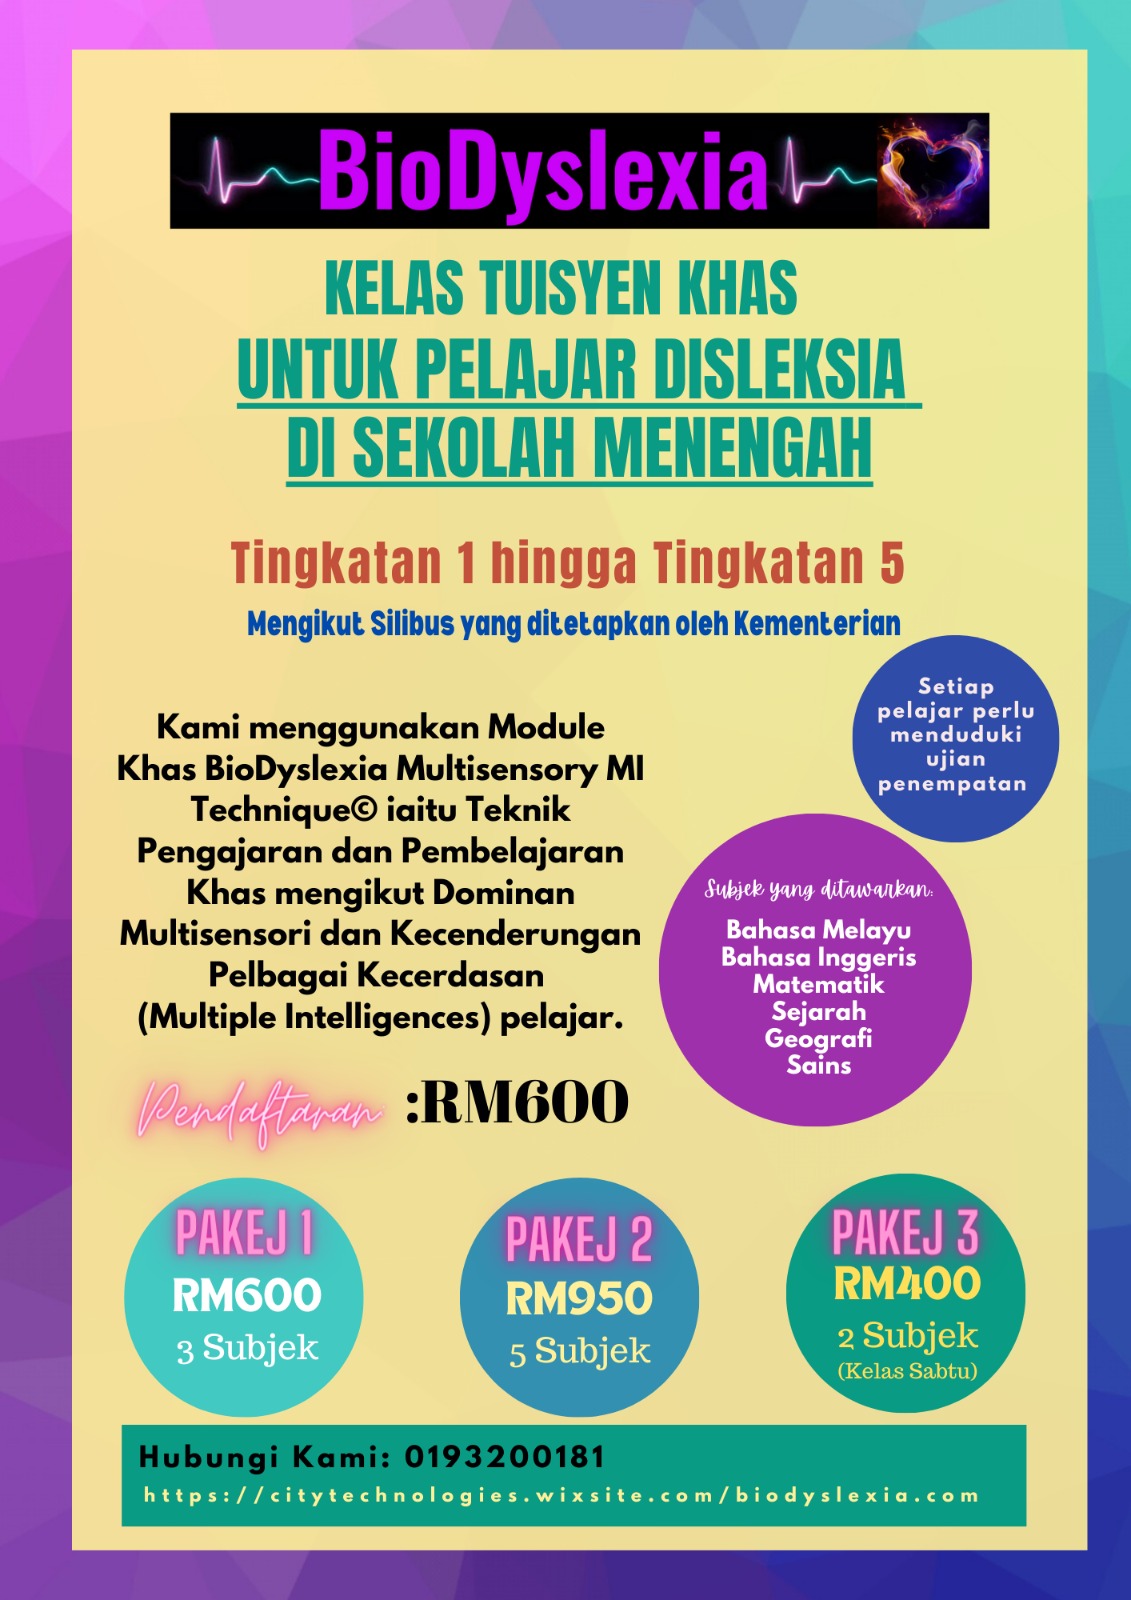 BioDyslexia
KELAS TUISYEN KHAS
UNTUK PELAJAR DISLEKSIA
DI SEKOLAH MENENGAH
Tingkatan 1 hingga Tingkatan 5
Mengikut Silibus yang ditetapkan oleh Kementerian
Setiap
pelajar perlu
menduduki
ujian
penempatan
Kami menggunakan Module
Khas BioDyslexia Multisensory MI
Technique© iaitu Teknik
Pengajaran dan Pembelajaran
Khas mengikut Dominan
Multisensori dan Kecenderungan
Pelbagai Kecerdasan
(Multiple Intelligences) pelajar.
Subjek yang ditawarkan:
Bahasa Melayu
Bahasa Inggeris
Matematik
Sejarah
Geografi
Sains
Pendaftaran :RM600
PAKEJ 1
RM600
3 Subjek
PAKEJ 2
RM950
5 Subjek
PAKEJ 3
RM400
2 Subjek
(Kelas Sabtu)
Hubungi Kami: 0193200181
https://citytechnologies.wixsite.com/biodyslexia.com